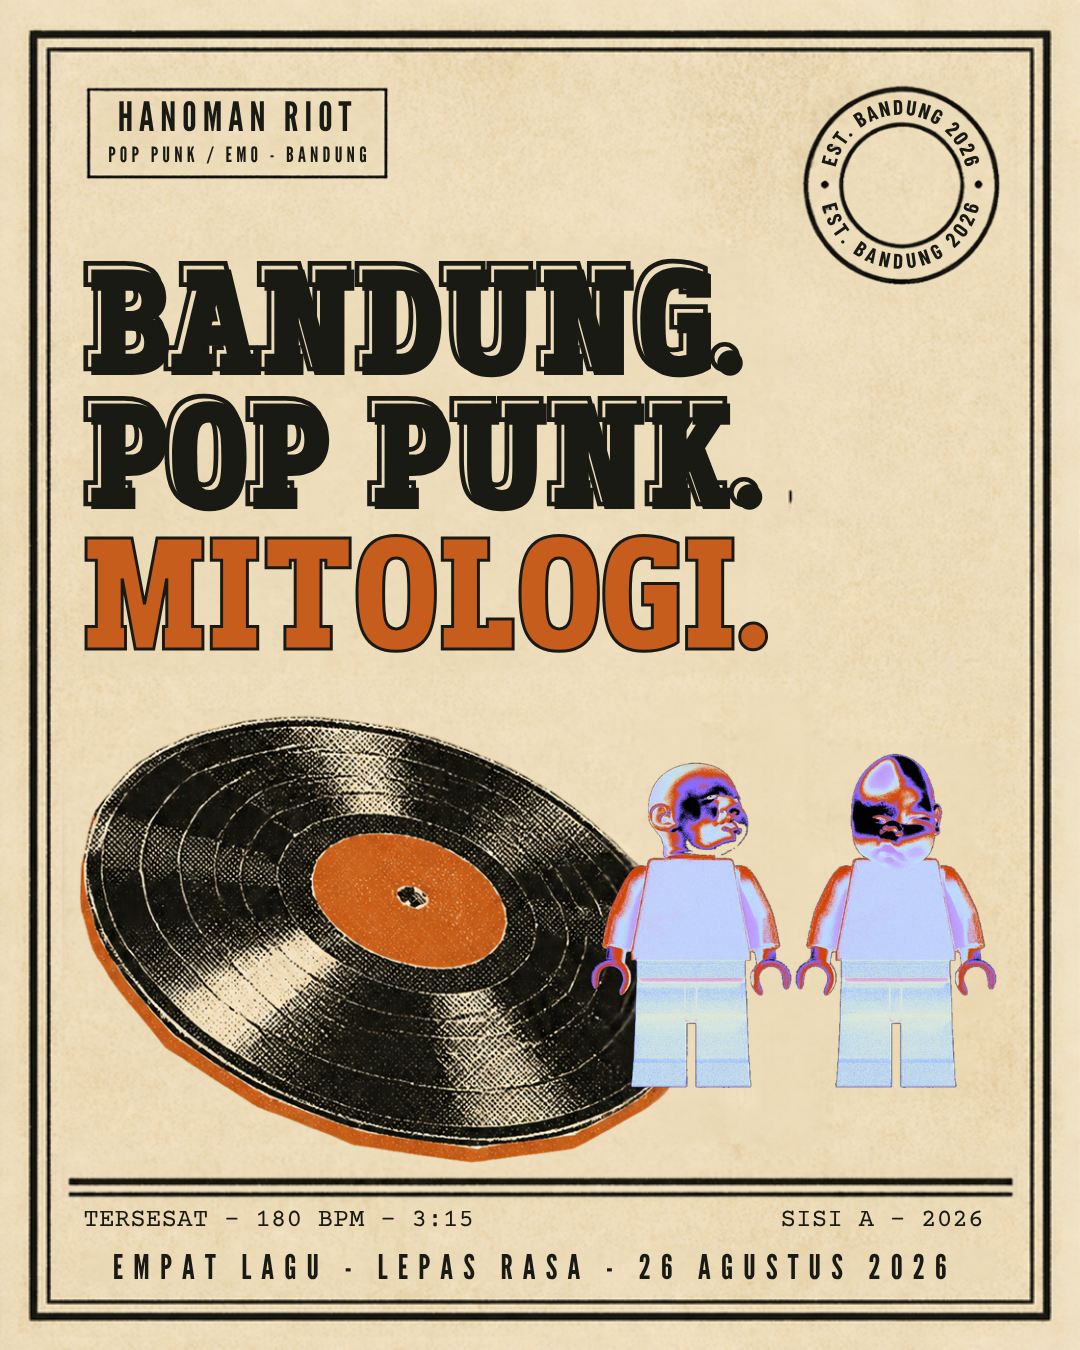 HANOMAN RIOT
POP PUNK / EMO - BANDUNG
EST. BANDUNG 2026
EST. BANDUNG 2026
BANDUNG.
POP PUNK.
MITOLOGI.
TERSESAT – 180 BPM – 3:15
SISI A – 2026
EMPAT LAGU - LEPAS RASA - 26 AGUSTUS 2026